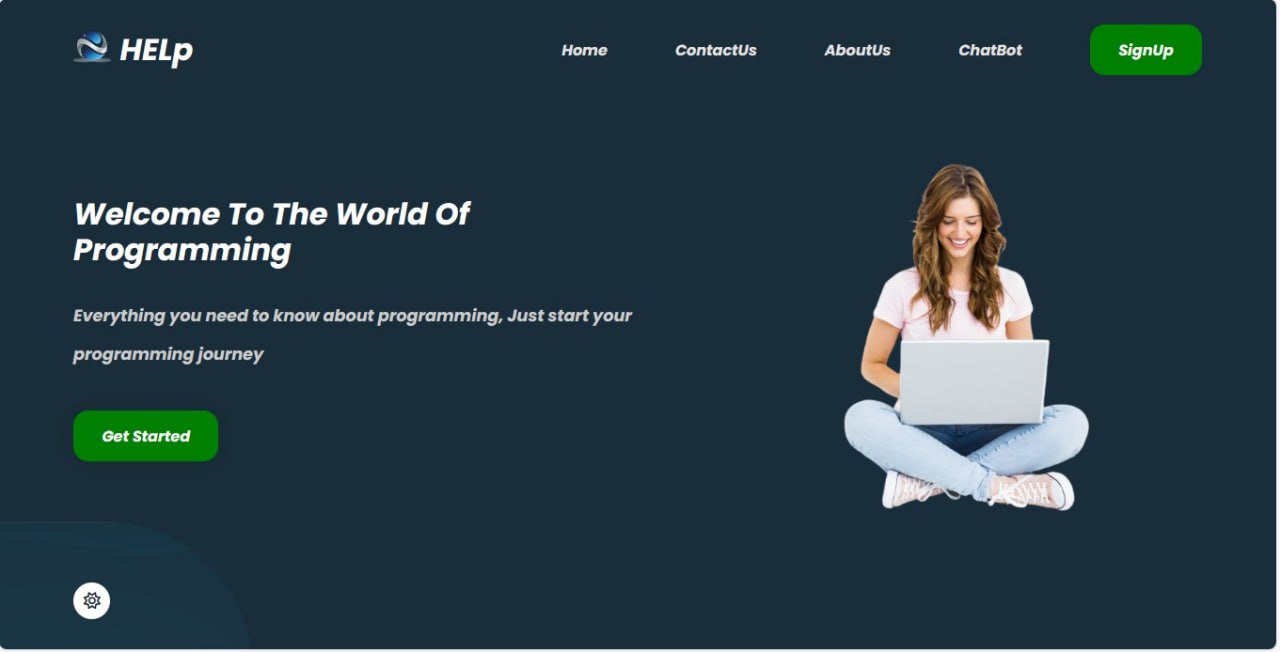 HELp
Home
ContactUs
AboutUs
ChatBot
SignUp
Welcome To The World Of
Programming
Everything you need to know about programming, Just start your
programming journey
Get Started